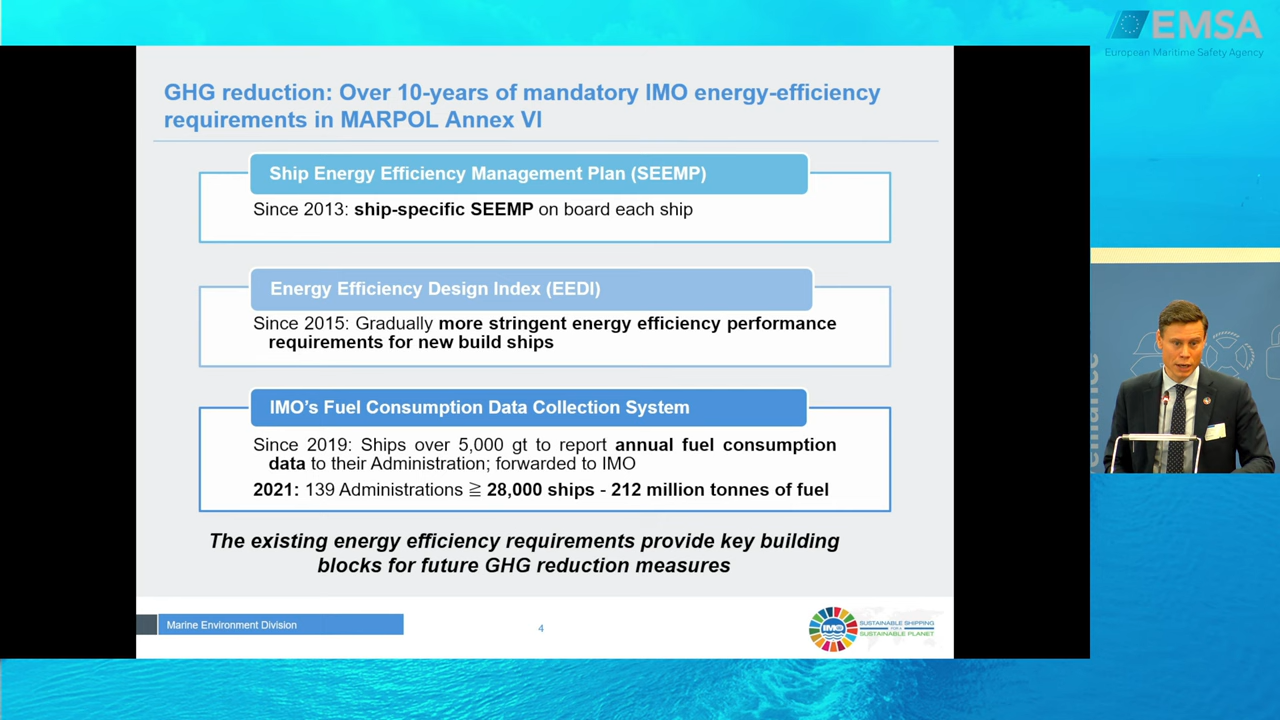 EMSA
European Maritime Safety Agency
GHG reduction: Over 10-years of mandatory IMO energy-efficiency
requirements in MARPOL Annex VI
Ship Energy Efficiency Management Plan (SEEMP)
Since 2013: ship-specific SEEMP on board each ship
Energy Efficiency Design Index (EEDI)
Since 2015: Gradually more stringent energy efficiency performance
requirements for new build ships
IMO's Fuel Consumption Data Collection System
Since 2019: Ships over 5,000 gt to report annual fuel consumption
data to their Administration; forwarded to IMO
2021: 139 Administrations ≧ 28,000 ships - 212 million tonnes of fuel
The existing energy efficiency requirements provide key building
blocks for future GHG reduction measures
Marine Environment Division
4
IMO
SUSTAINABLE SHIPPING
FOR A
SUSTAINABLE PLANET